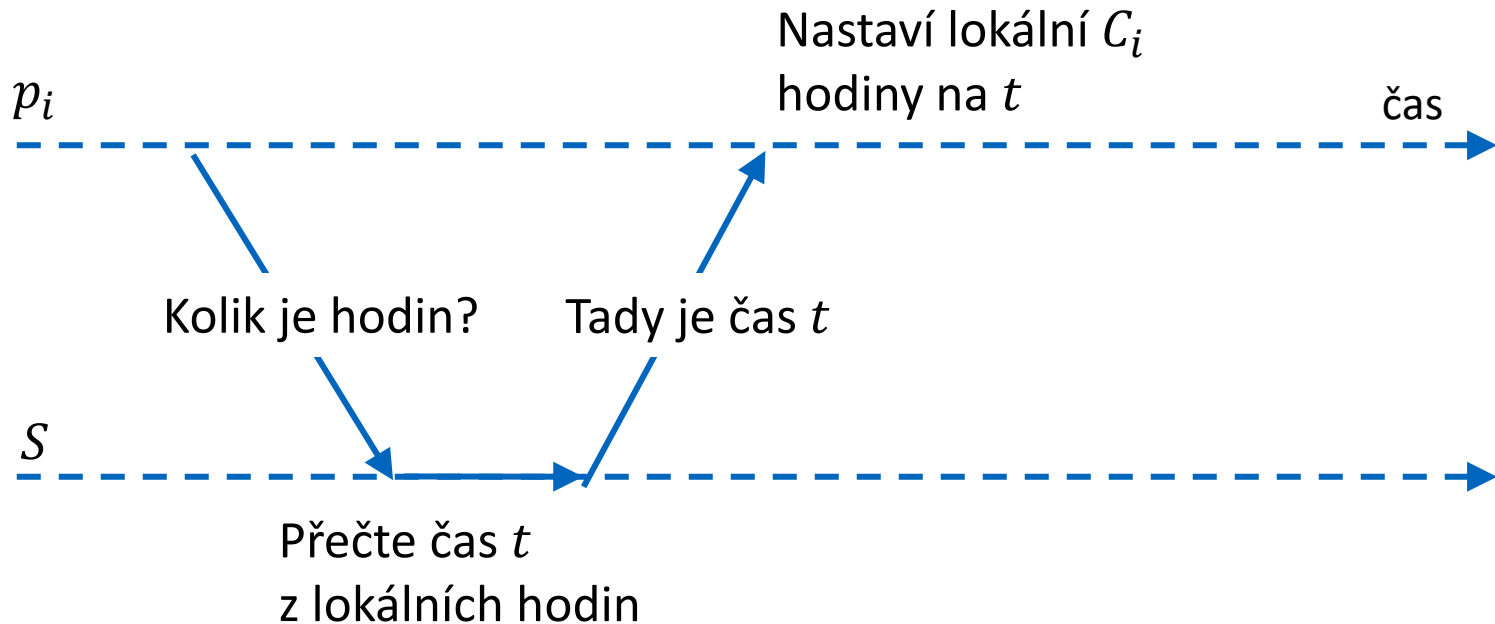 Nastaví lokální C_i
hodiny na t
p_i
čas
Kolik je hodin?
Tady je čas t
S
Přečte čas t
z lokálních hodin